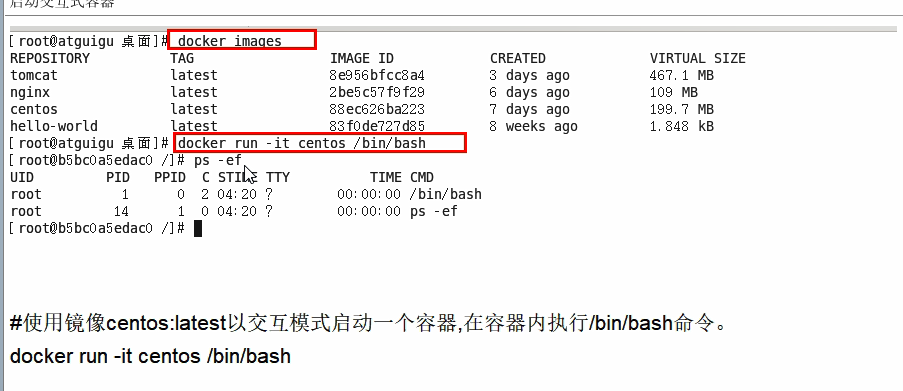 启动交互式容器
[root@atguigu 桌面]# docker images
REPOSITORY TAG IMAGE ID CREATED VIRTUAL SIZE
tomcat latest 8e956bfcc8a4 3 days ago 467.1 MB
nginx latest 2be5c57f9f29 6 days ago 109 MB
centos latest 88ec626ba223 7 days ago 199.7 MB
hello-world latest 83f0de727d85 8 weeks ago 1.848 kB
[root@atguigu 桌面]# docker run -it centos /bin/bash
[root@b5bc0a5edac0 /]# ps -ef
UID PID PPID C STIME TTY TIME CMD
root 1 0 2 04:20 ? 00:00:00 /bin/bash
root 14 1 0 04:20 ? 00:00:00 ps -ef
[root@b5bc0a5edac0 /]#
#使用镜像centos:latest以交互模式启动一个容器,在容器内执行/bin/bash命令。
docker run -it centos /bin/bash